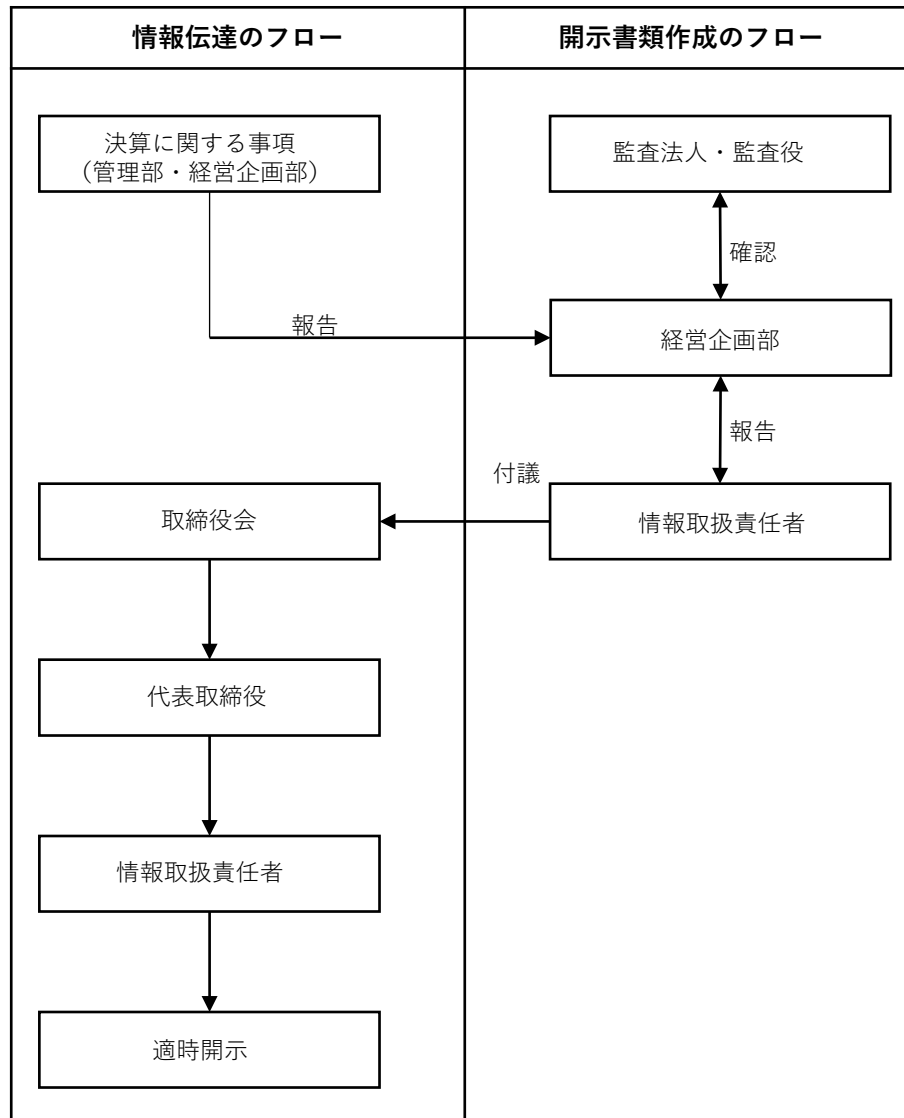 情報伝達のフロー
開示書類作成のフロー
決算に関する事項
（管理部・経営企画部）
監査法人・監査役
確認
報告
経営企画部
報告
付議
取締役会
情報取扱責任者
代表取締役
情報取扱責任者
適時開示